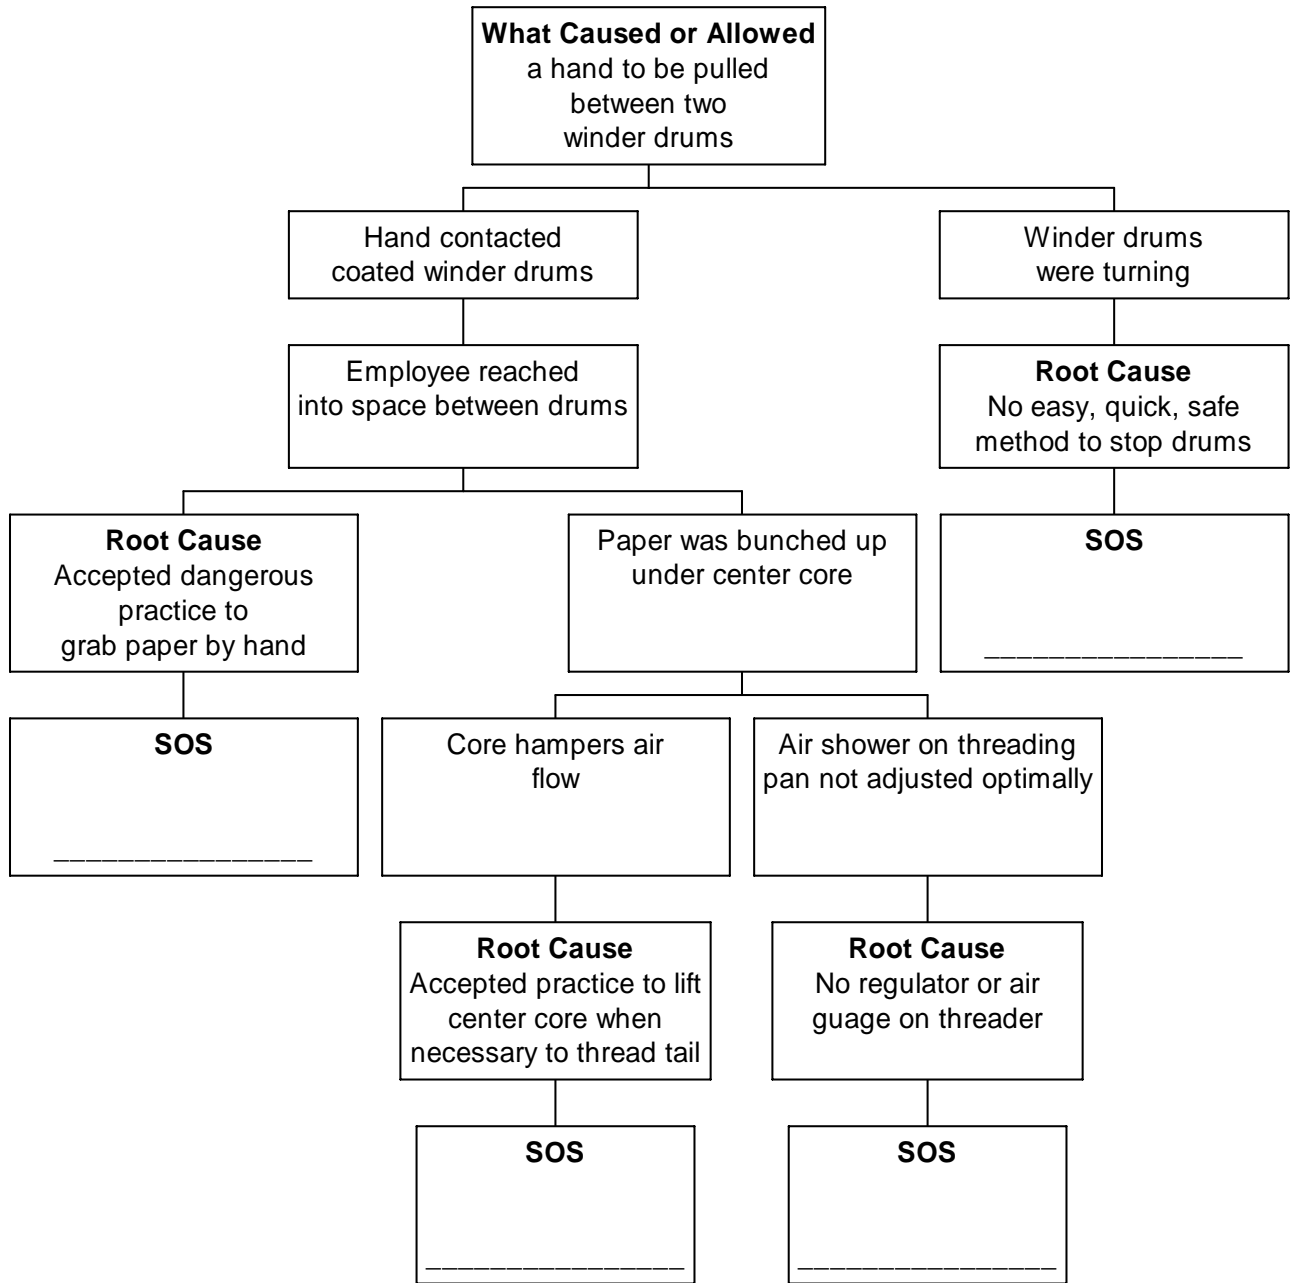 What Caused or Allowed
a hand to be pulled
between two
winder drums
Hand contacted
coated winder drums
Winder drums
were turning
Employee reached
into space between drums
Root Cause
No easy, quick, safe
method to stop drums
Root Cause
Accepted dangerous
practice to
grab paper by hand
Paper was bunched up
under center core
SOS
________________
SOS
________________
Core hampers air
flow
Air shower on threading
pan not adjusted optimally
Root Cause
Accepted practice to lift
center core when
necessary to thread tail
Root Cause
No regulator or air
guage on threader
SOS
________________
SOS
________________